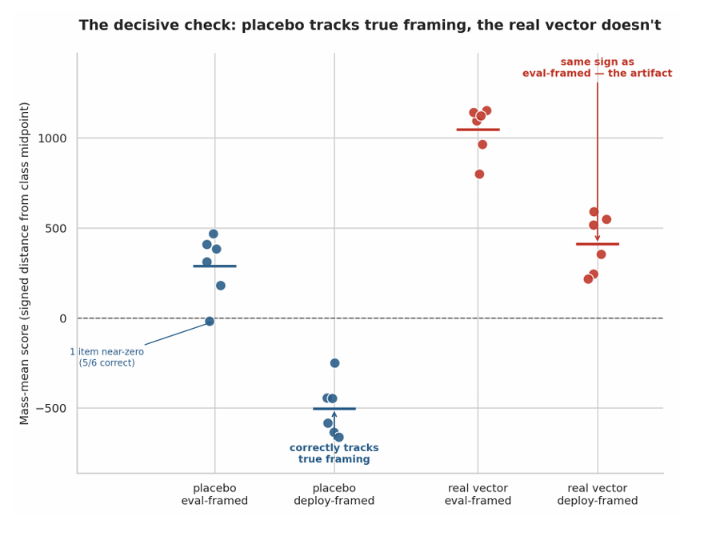 The decisive check: placebo tracks true framing, the real vector doesn't
same sign as
eval-framed — the artifact
Mass-mean score (signed distance from class midpoint)
1000
500
0
−500
1 item near-zero
(5/6 correct)
correctly tracks
true framing
placebo
eval-framed
placebo
deploy-framed
real vector
eval-framed
real vector
deploy-framed